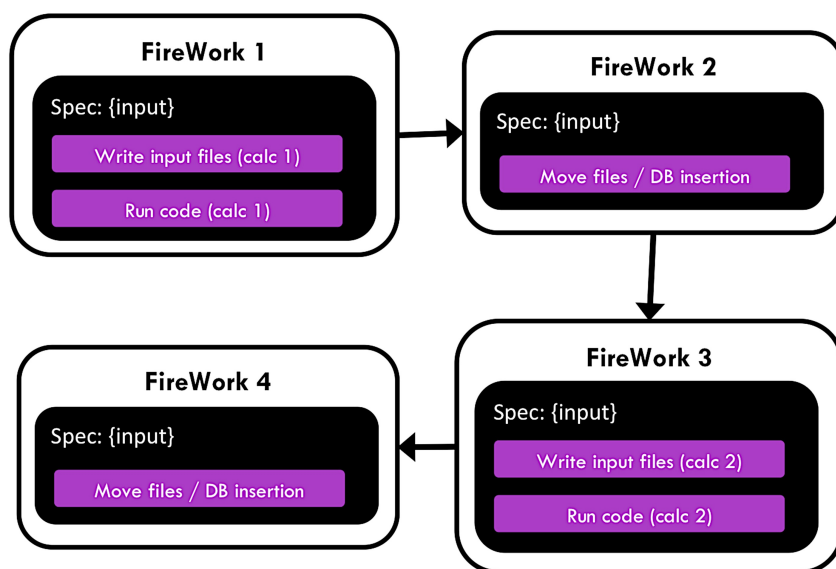 FireWork 1
Spec: {input}
Write input files (calc 1)
Run code (calc 1)
FireWork 2
Spec: {input}
Move files / DB insertion
FireWork 3
Spec: {input}
Write input files (calc 2)
Run code (calc 2)
FireWork 4
Spec: {input}
Move files / DB insertion